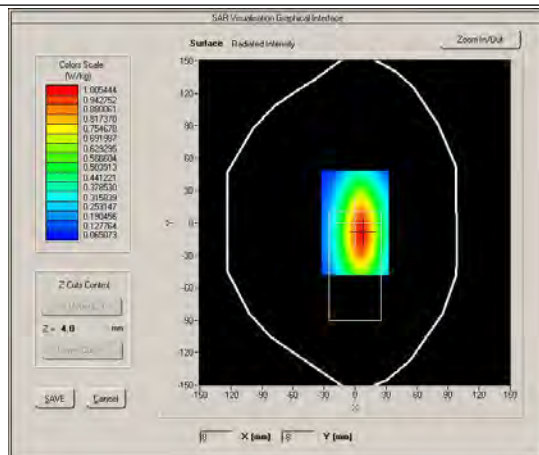 SAR Visualisation Graphical Interface
Surface Radiated Intensity
Zoom In/Out
Colors Scale
(W/kg)
1.005444
0.942752
0.880061
0.817370
0.754678
0.691987
0.629295
0.566604
0.503913
0.441221
0.378530
0.315839
0.253147
0.190456
0.127764
0.065073
150
120
90
60
30
0
-30
-60
-90
-120
-150
Y
-150 -120 -90 -60 -30 0 30 60 90 120 150
X
Z Cuts Control
Z = 4.0 mm
SAVE
Cancel
X (mm)
-8 Y (mm)